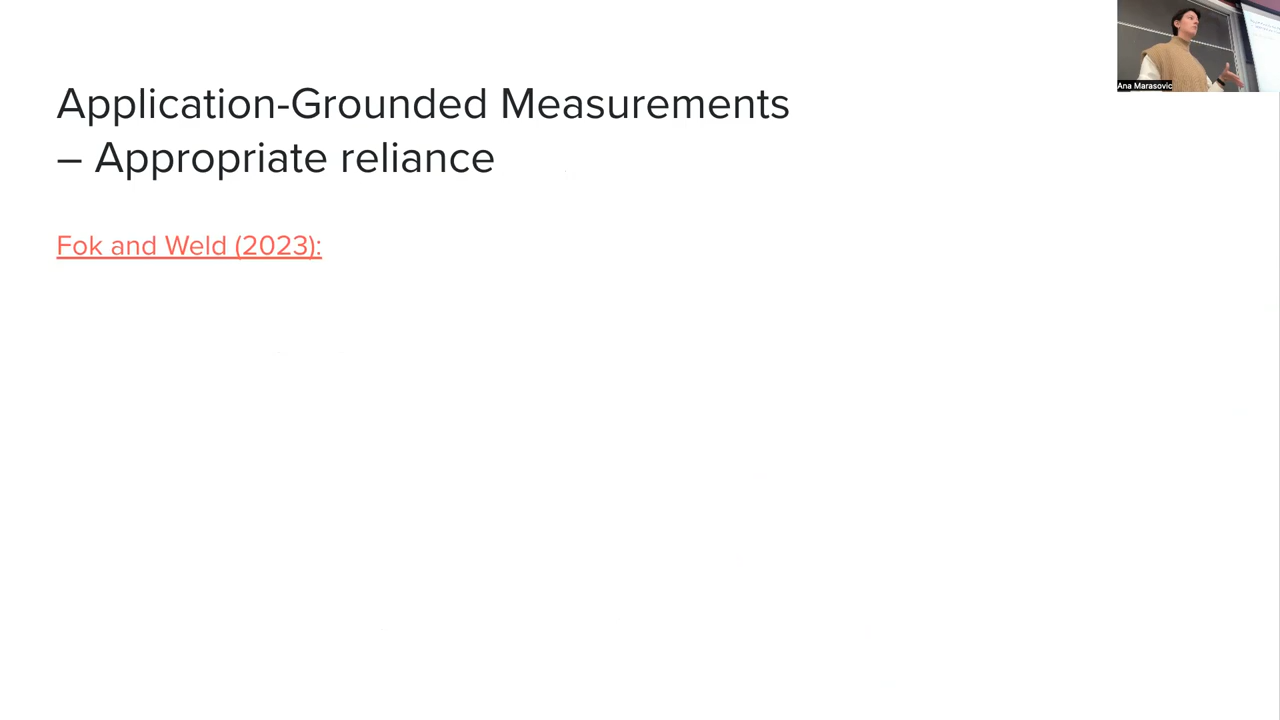 Application-Grounded Measurements
– Appropriate reliance
Fok and Weld (2023):
Ana Marasovic